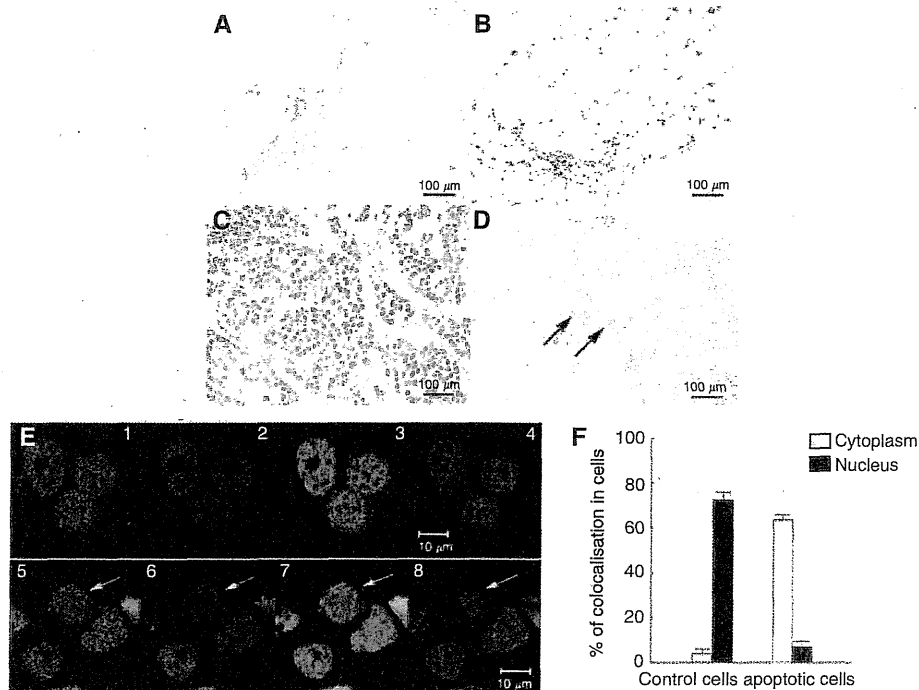 A
100 µm
B
100 µm
C
100 µm
D
100 µm
E
1
2
3
4
10 µm
5
6
7
8
10 µm
F
% of colocalisation in cells
100
80
60
40
20
0
Control cells apoptotic cells
Cytoplasm
Nucleus